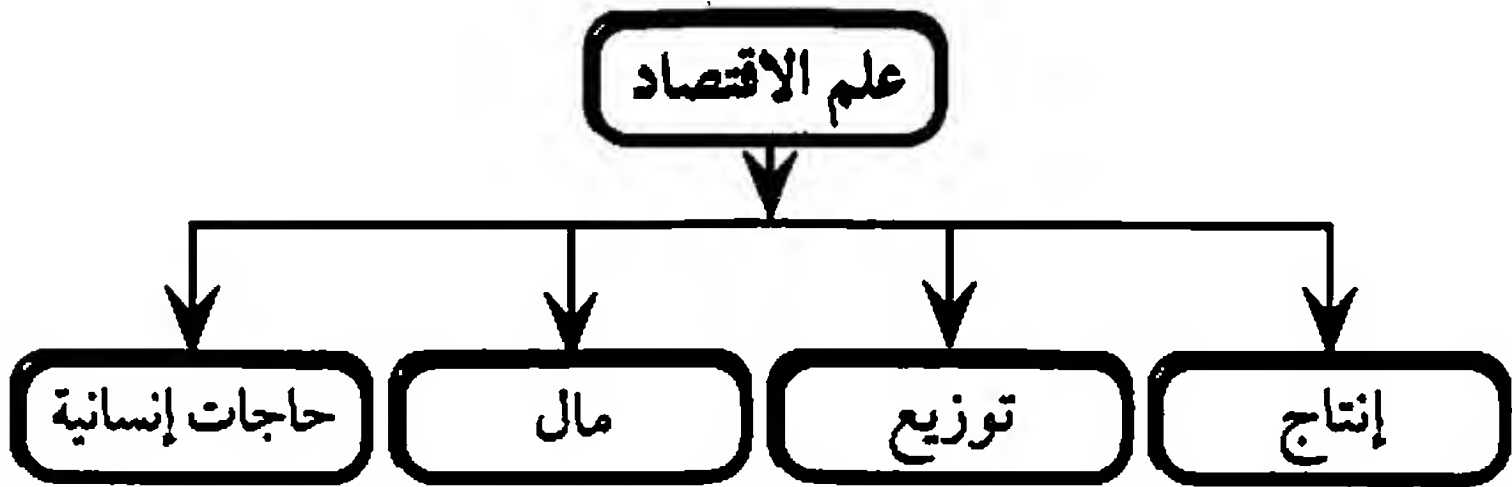 علم الاقتصاد
إنتاج
توزيع
مال
حاجات إنسانية